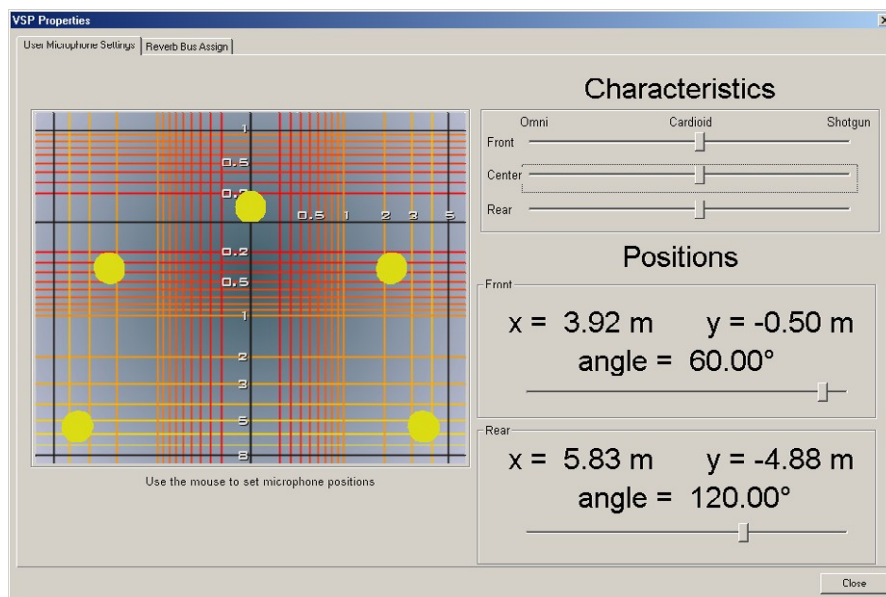 VSP Properties
User Microphone Settings
Reverb Bus Assign
Characteristics
Omni Cardioid Shotgun
Front
Center
Rear
1
0.5
0.5 1 2 3 5
0.2
0.5
1
2
3
5
8
Use the mouse to set microphone positions
Positions
Front
x = 3.92 m y = -0.50 m
angle = 60.00°
Rear
x = 5.83 m y = -4.88 m
angle = 120.00°
Close